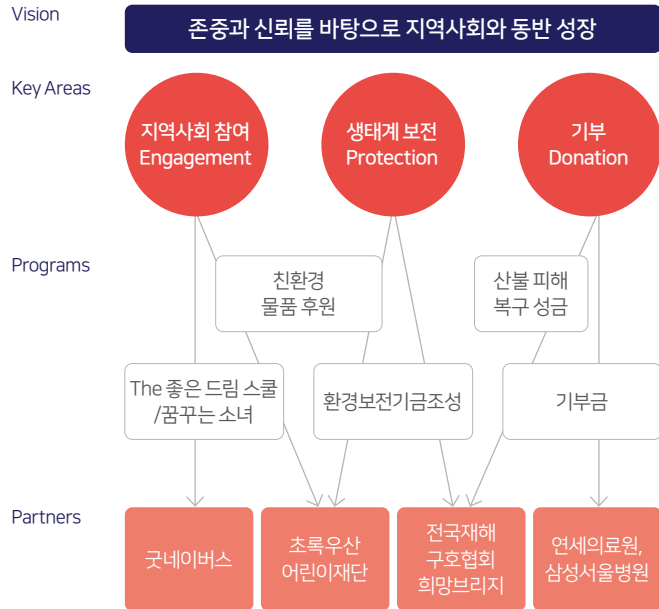 Vision
존중과 신뢰를 바탕으로 지역사회와 동반 성장
Key Areas
지역사회 참여
Engagement
생태계 보전
Protection
기부
Donation
Programs
친환경
물품 후원
산불 피해
복구 성금
The 좋은 드림 스쿨
/꿈꾸는 소녀
환경보전기금조성
기부금
Partners
굿네이버스
초록우산
어린이재단
전국재해
구호협회
희망브리지
연세의료원,
삼성서울병원